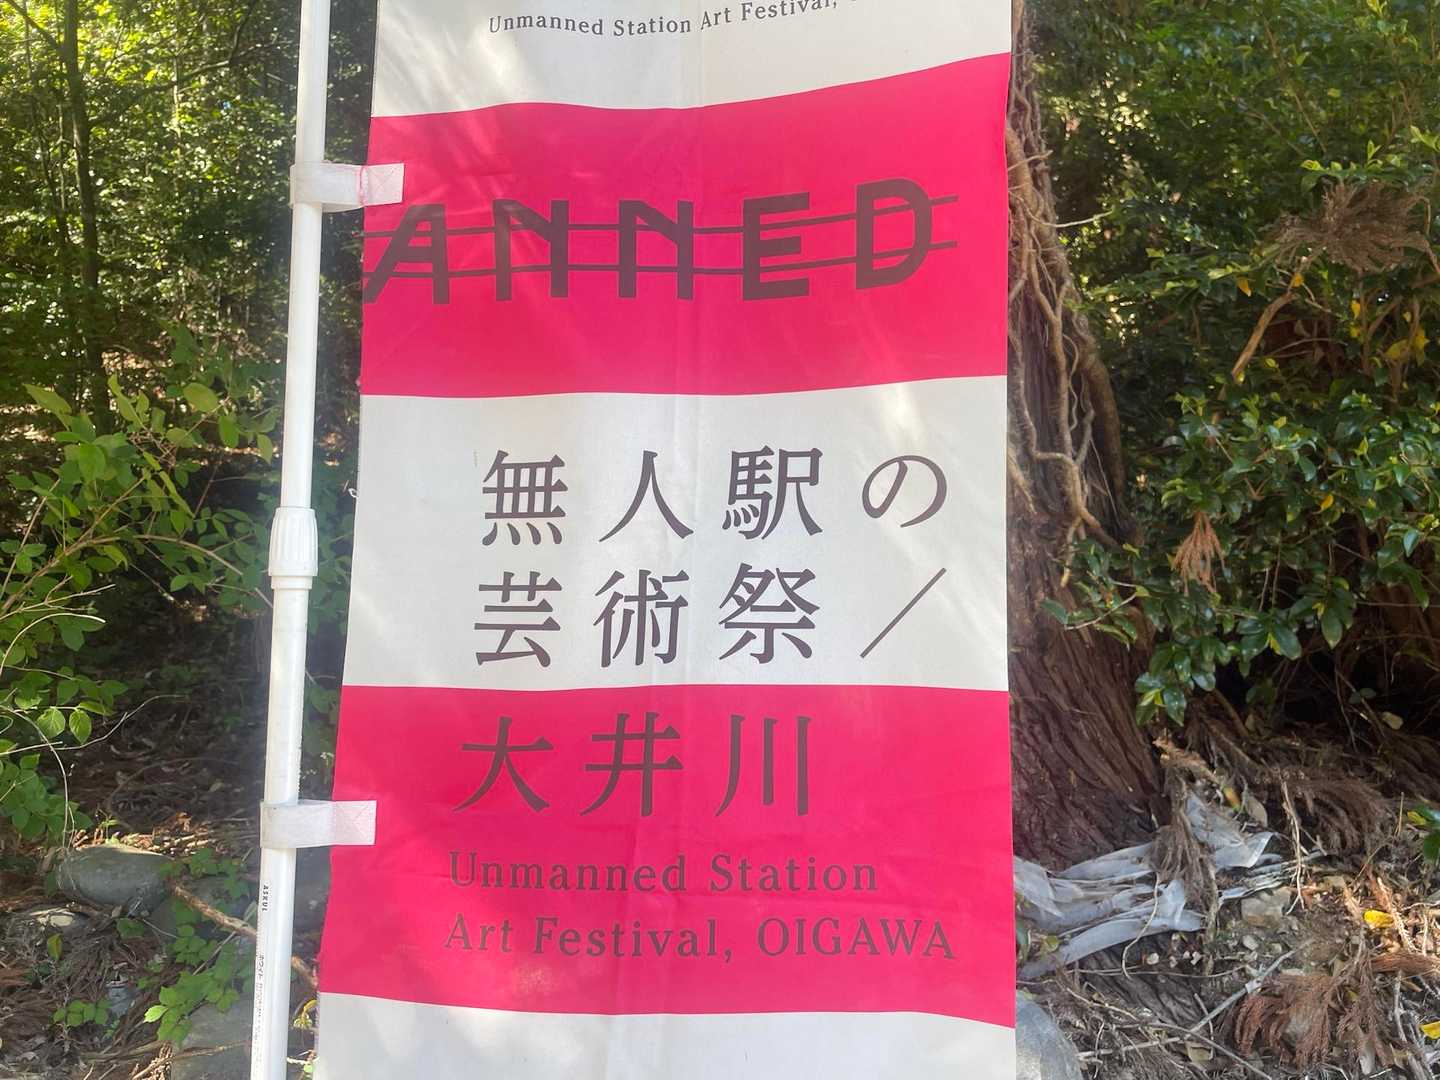 Unmanned Station Art Festival,
ANNED
無人駅の
芸術祭／
大井川
Unmanned Station
Art Festival, OIGAWA
ASKUL